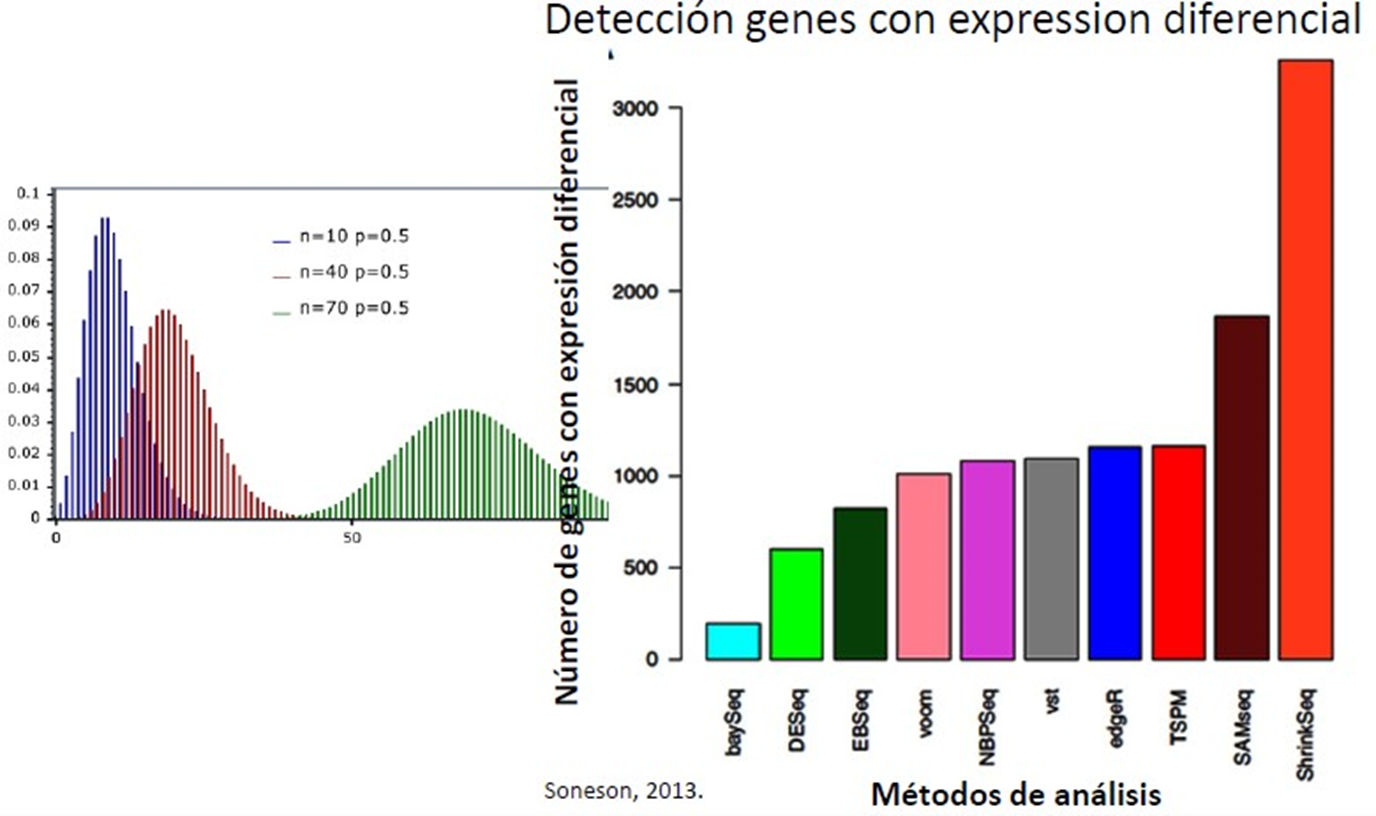 Detección genes con expression diferencial
0.1
0.09
0.08
0.07
0.06
0.05
0.04
0.03
0.02
0.01
0
0
50
n=10 p=0.5
n=40 p=0.5
n=70 p=0.5
Número de genes con expresión diferencial
3000
2500
2000
1500
1000
500
0
baySeq
DESeq
EBSeq
voom
NBPSeq
vst
edgeR
TSPM
SAMseq
ShrinkSeq
Métodos de análisis
Soneson, 2013.